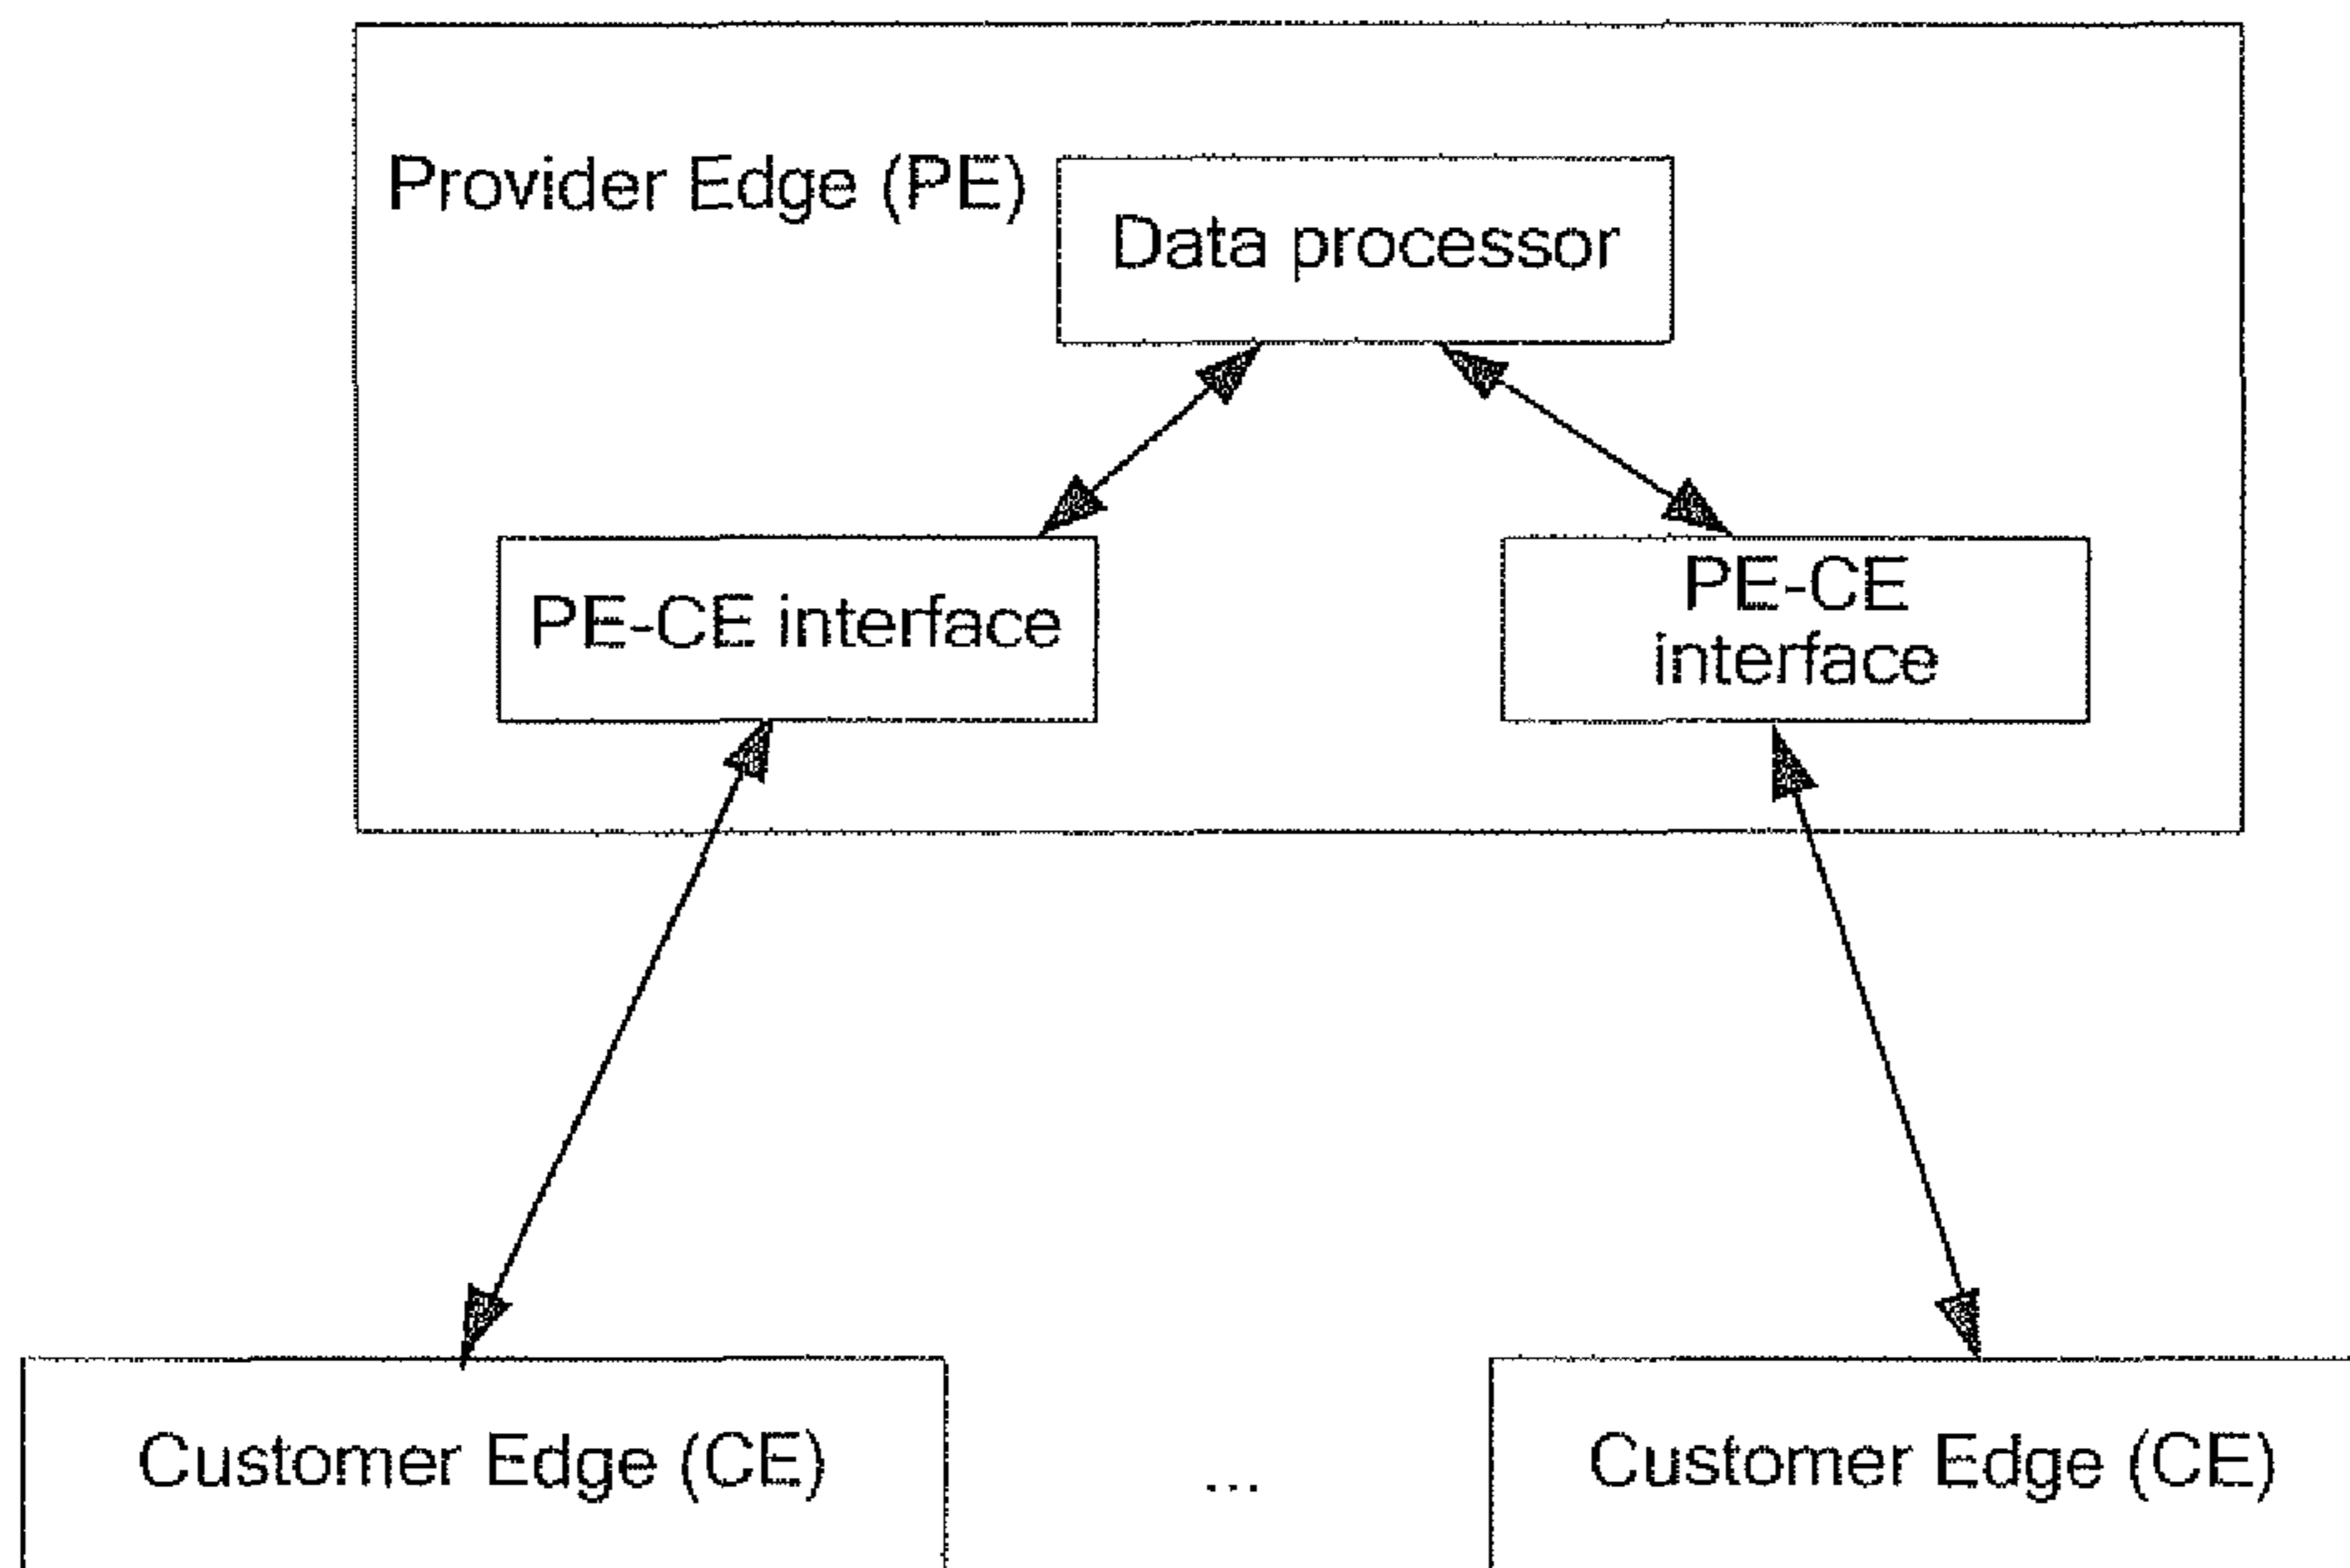 Provider Edge (PE)
Data processor
PE-CE interface
PE-CE
interface
Customer Edge (CE)
...
Customer Edge (CE)